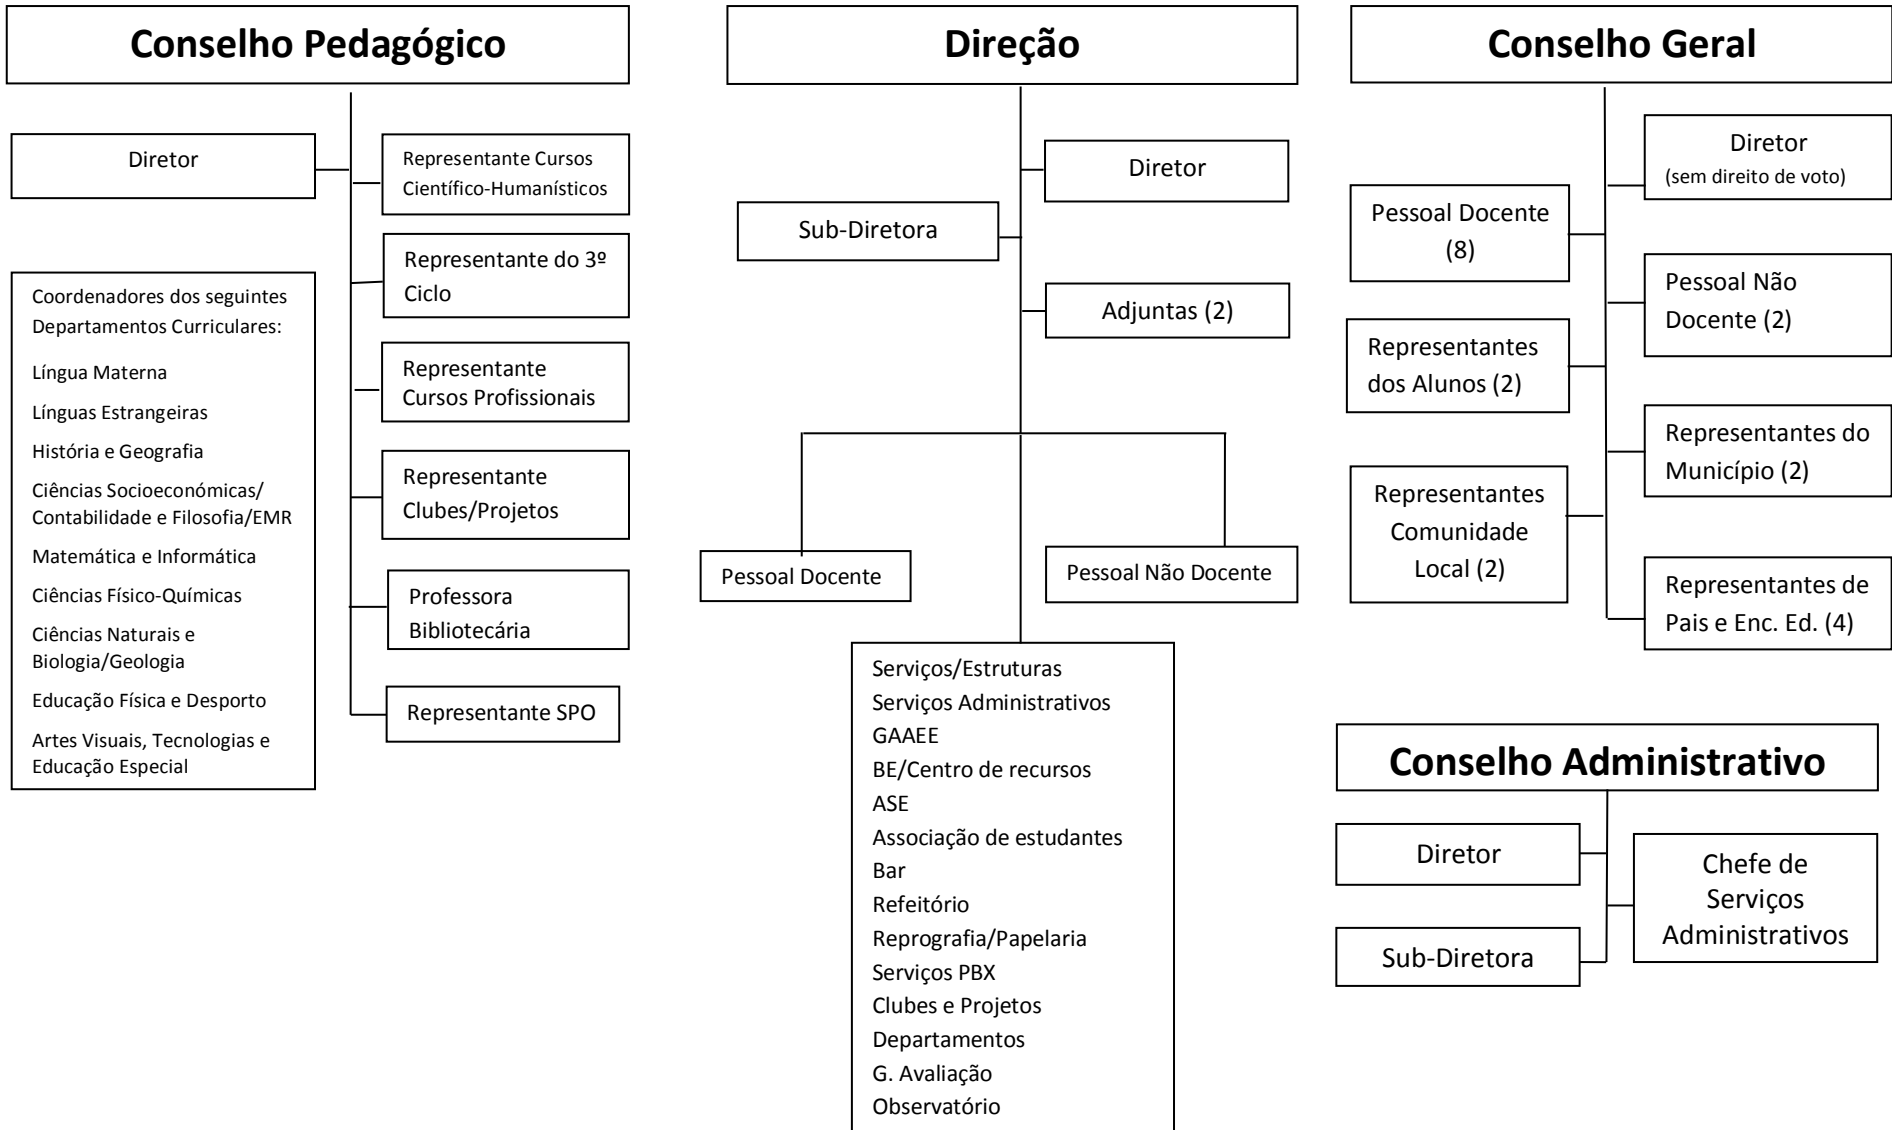 Conselho Pedagógico
Diretor
Representante Cursos
Científico-Humanísticos
Representante do 3º
Ciclo
Coordenadores dos seguintes
Departamentos Curriculares:
Língua Materna
Línguas Estrangeiras
História e Geografia
Ciências Socioeconómicas/
Contabilidade e Filosofia/EMR
Matemática e Informática
Ciências Físico-Químicas
Ciências Naturais e
Biologia/Geologia
Educação Física e Desporto
Artes Visuais, Tecnologias e
Educação Especial
Representante
Cursos Profissionais
Representante
Clubes/Projetos
Professora
Bibliotecária
Representante SPO
Direção
Diretor
Sub-Diretora
Adjuntas (2)
Pessoal Docente
Pessoal Não Docente
Serviços/Estruturas
Serviços Administrativos
GAAEE
BE/Centro de recursos
ASE
Associação de estudantes
Bar
Refeitório
Reprografia/Papelaria
Serviços PBX
Clubes e Projetos
Departamentos
G. Avaliação
Observatório
Conselho Geral
Diretor
(sem direito de voto)
Pessoal Docente
(8)
Pessoal Não
Docente (2)
Representantes
dos Alunos (2)
Representantes do
Município (2)
Representantes
Comunidade
Local (2)
Representantes de
Pais e Enc. Ed. (4)
Conselho Administrativo
Diretor
Chefe de
Serviços
Administrativos
Sub-Diretora